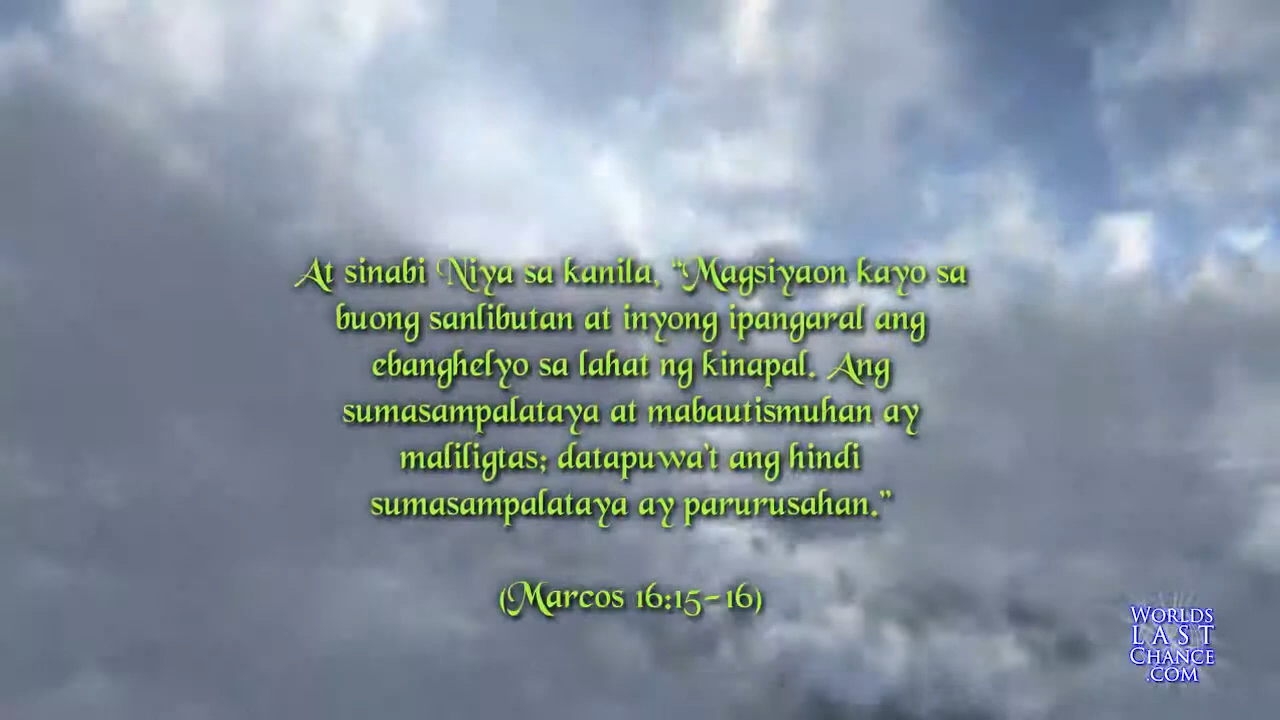 At sinabi Niya sa kanila, “Magsiyaon kayo sa
buong sanlibutan at inyong ipangaral ang
ebanghelyo sa lahat ng kinapal. Ang
sumasampalataya at mabautismuhan ay
maliligtas; datapuwa't ang hindi
sumasampalataya ay parurusahan.”
(Marcos 16:15-16)
WORLDS
LAST
CHANCE
.COM